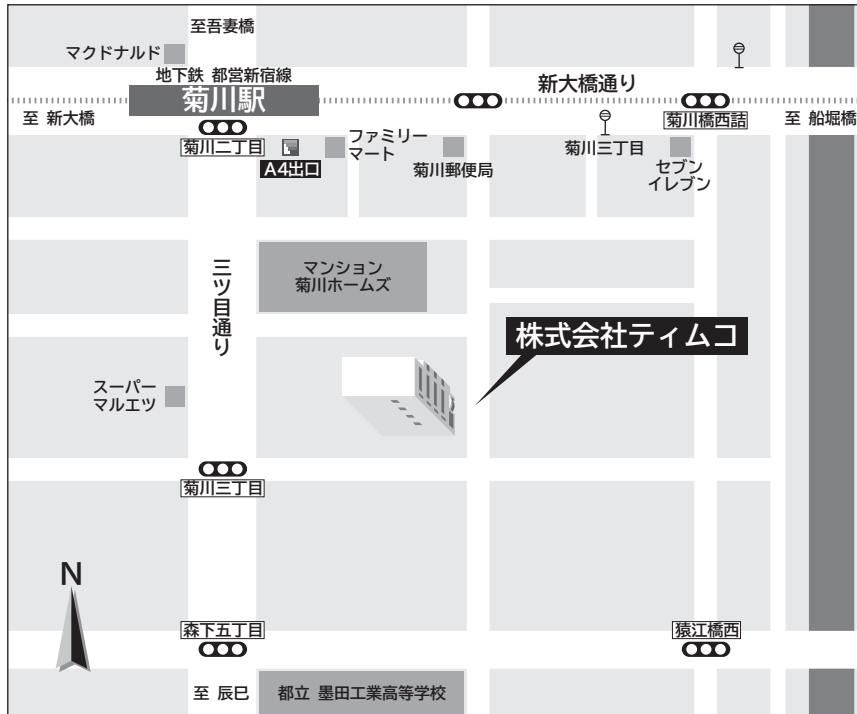 至吾妻橋
マクドナルド
地下鉄 都営新宿線
菊川駅
新大橋通り
至 新大橋
菊川橋西詰
至 船堀橋
菊川二丁目
A4出口
ファミリー
マート
菊川郵便局
菊川三丁目
セブン
イレブン
三ツ目通り
マンション
菊川ホームズ
株式会社ティムコ
スーパー
マルエツ
菊川三丁目
N
森下五丁目
猿江橋西
至 辰巳
都立 墨田工業高等学校